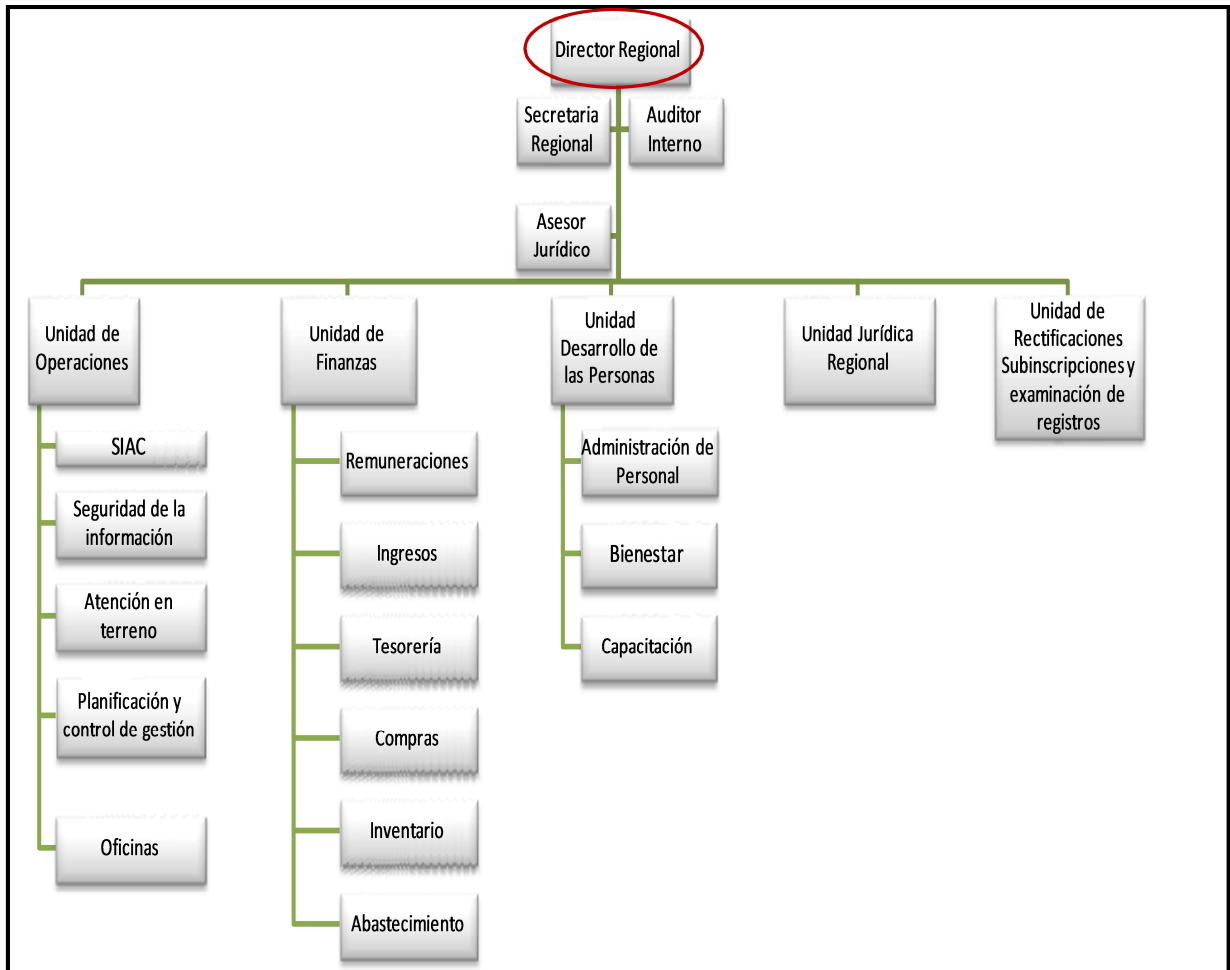 Director Regional
Secretaria
Regional
Auditor
Interno
Asesor
Jurídico
Unidad de
Operaciones
SIAC
Seguridad de la
información
Atención en
terreno
Planificación y
control de gestión
Oficinas
Unidad de
Finanzas
Remuneraciones
Ingresos
Tesorería
Compras
Inventario
Abastecimiento
Unidad
Desarrollo de
las Personas
Administración de
Personal
Bienestar
Capacitación
Unidad Jurídica
Regional
Unidad de
Rectificaciones
Subinscripciones y
examinación de
registros